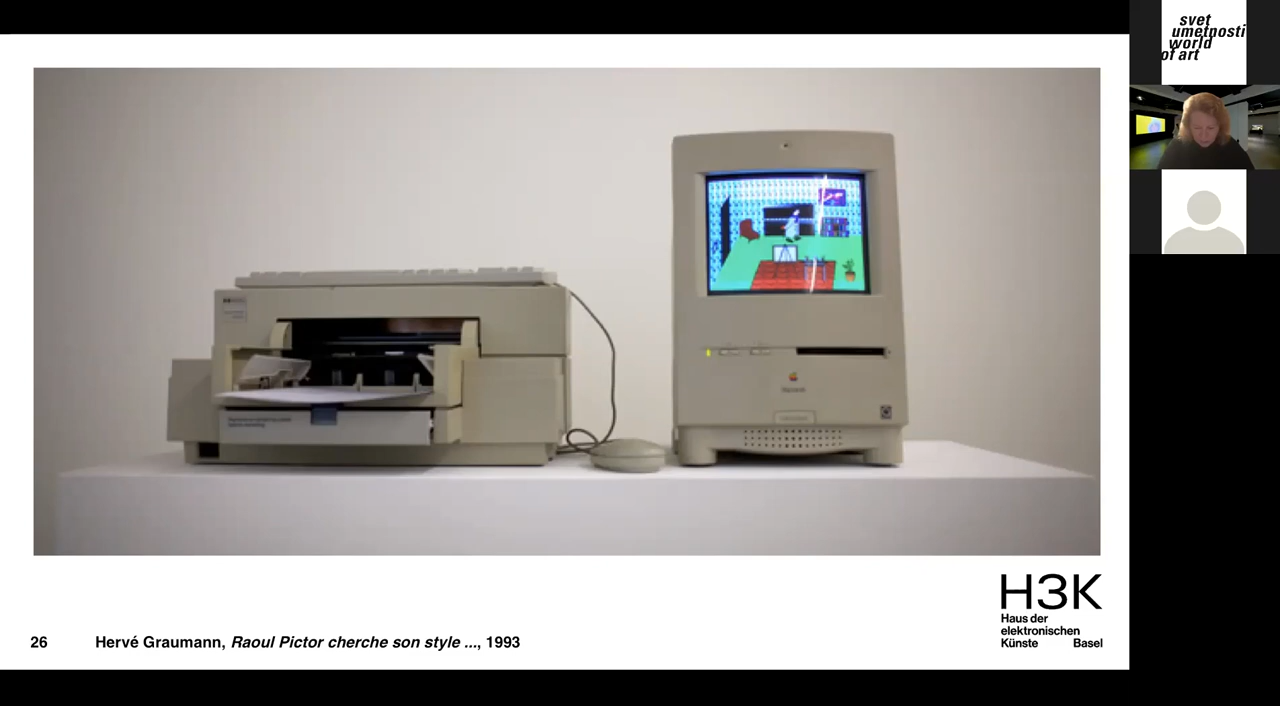 svet
umetnosti
world
of art
H3K
Haus der
elektronischen
Künste Basel
26 Hervé Graumann, Raoul Pictor cherche son style ..., 1993